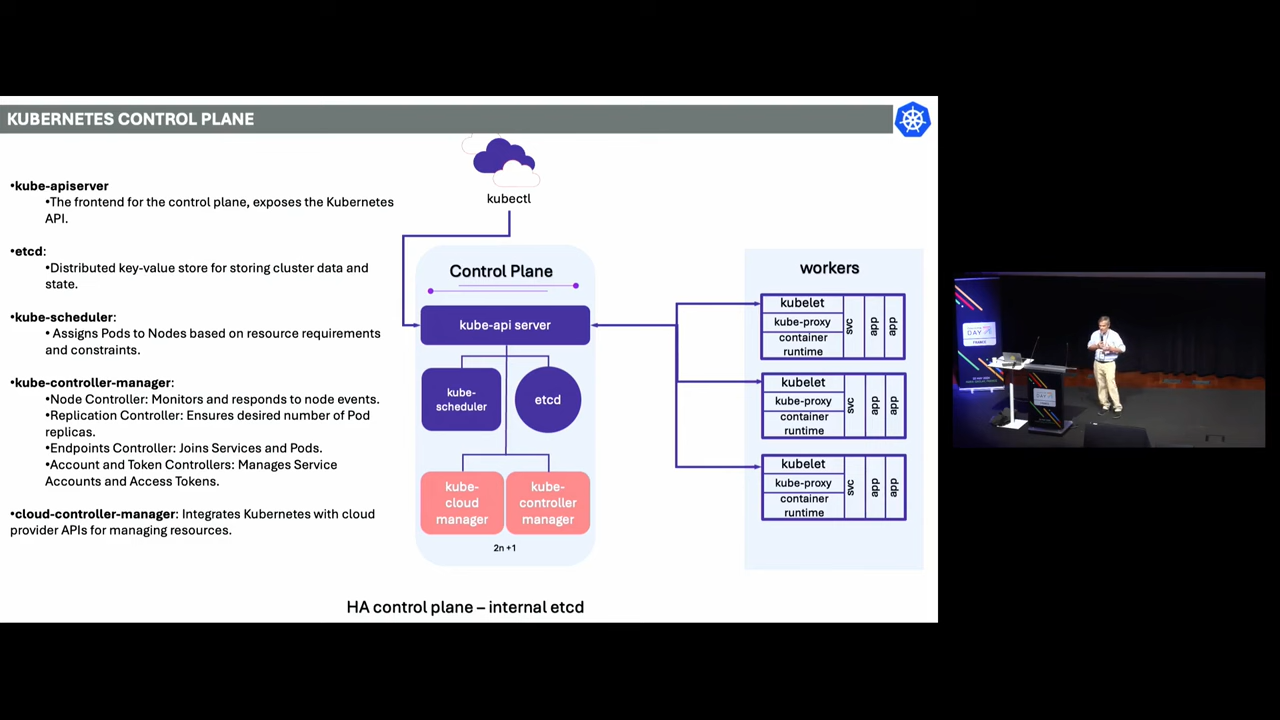 KUBERNETES CONTROL PLANE
•kube-apiserver
•The frontend for the control plane, exposes the Kubernetes
API.
•etcd:
•Distributed key-value store for storing cluster data and
state.
•kube-scheduler:
•Assigns Pods to Nodes based on resource requirements
and constraints.
•kube-controller-manager:
•Node Controller: Monitors and responds to node events.
•Replication Controller: Ensures desired number of Pod
replicas.
•Endpoints Controller: Joins Services and Pods.
•Account and Token Controllers: Manages Service
Accounts and Access Tokens.
•cloud-controller-manager: Integrates Kubernetes with cloud
provider APIs for managing resources.
kubectl
Control Plane
kube-api server
kube-
scheduler
etcd
kube-
cloud
manager
kube-
controller
manager
2n +1
workers
kubelet
kube-proxy
container
runtime
svc
app
app
kubelet
kube-proxy
container
runtime
svc
app
app
kubelet
kube-proxy
container
runtime
svc
app
app
HA control plane – internal etcd
DAY
FRANCE
DAY